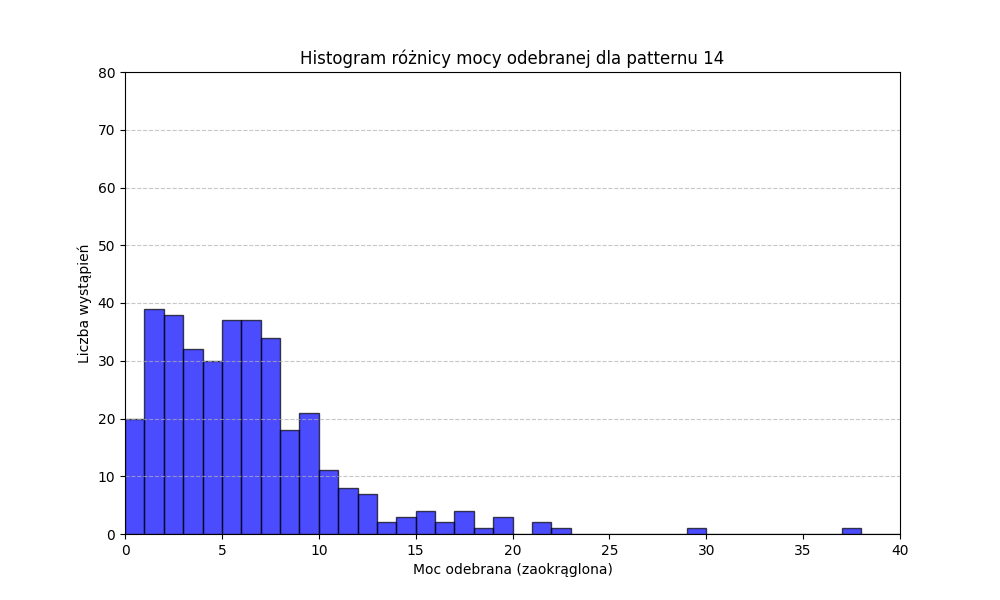 Histogram różnicy mocy odebranej dla patternu 14
80
70
60
50
40
30
20
10
0
Liczba wystąpień
0 5 10 15 20 25 30 35 40
Moc odebrana (zaokrąglona)